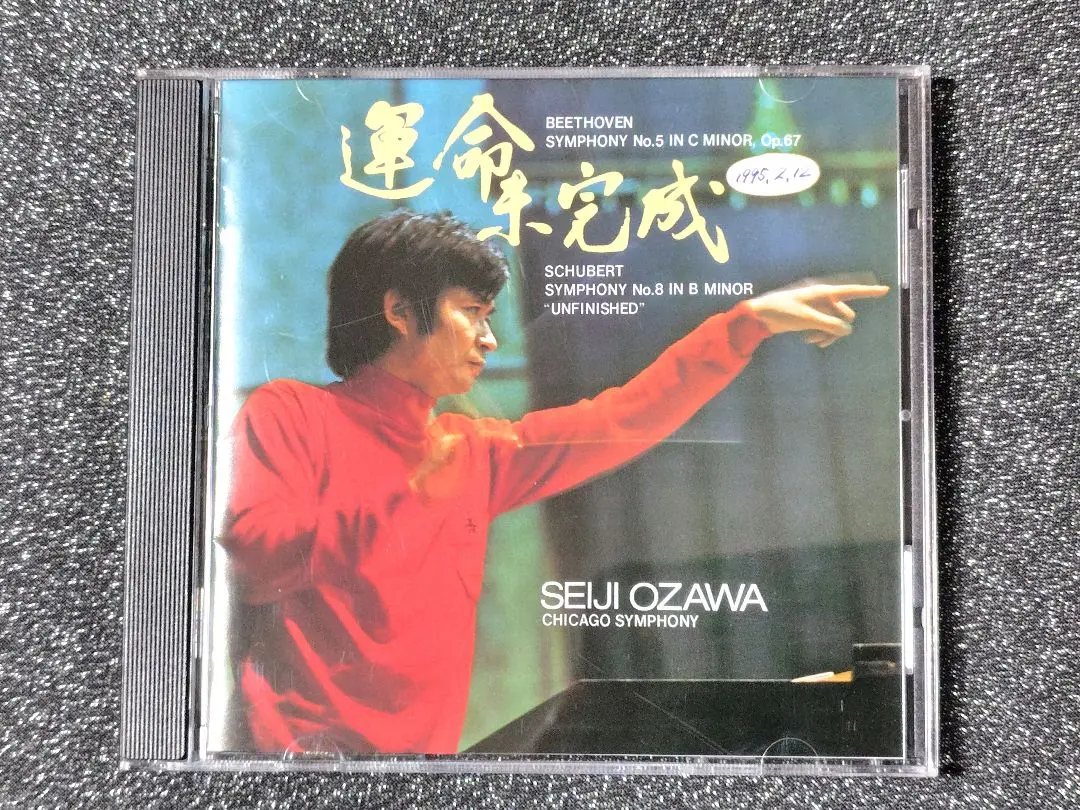 運命
未完成
BEETHOVEN
SYMPHONY No.5 IN C MINOR, Op.67
1995, 2, 12
SCHUBERT
SYMPHONY No.8 IN B MINOR
“UNFINISHED”
SEIJI OZAWA
CHICAGO SYMPHONY